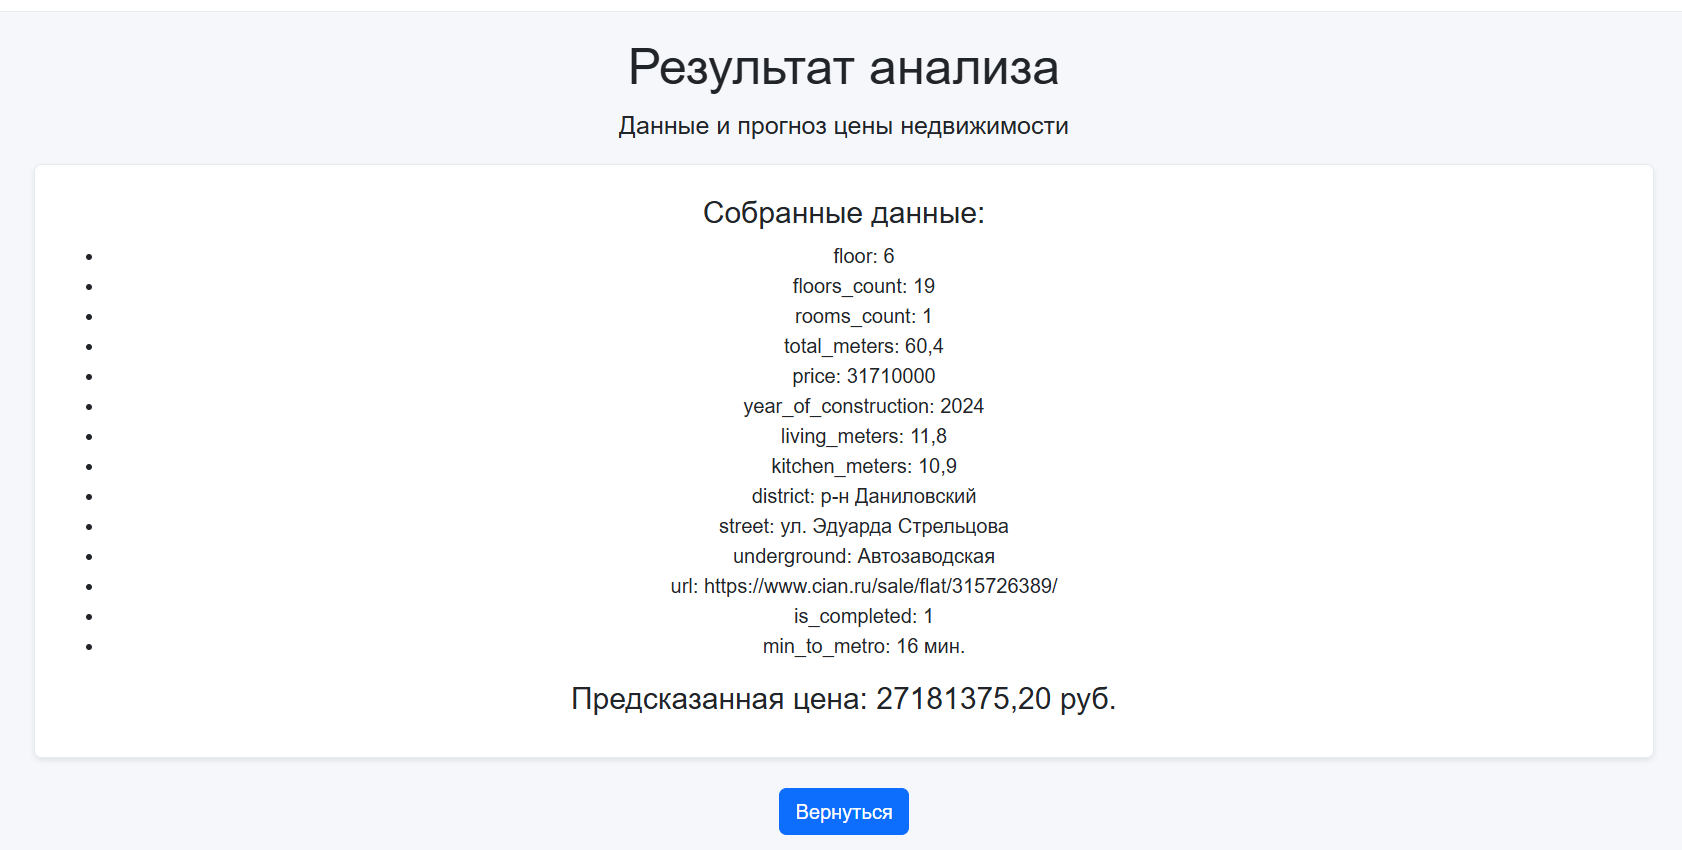 Результат анализа
Данные и прогноз цены недвижимости
Собранные данные:
floor: 6
floors_count: 19
rooms_count: 1
total_meters: 60,4
price: 31710000
year_of_construction: 2024
living_meters: 11,8
kitchen_meters: 10,9
district: р-н Даниловский
street: ул. Эдуарда Стрельцова
underground: Автозаводская
url: https://www.cian.ru/sale/flat/315726389/
is_completed: 1
min_to_metro: 16 мин.
Предсказанная цена: 27181375,20 руб.
Вернуться